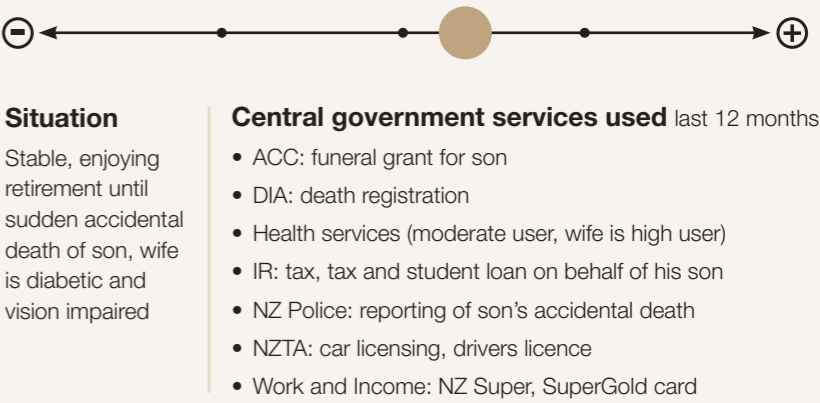 Situation
Stable, enjoying
retirement until
sudden accidental
death of son, wife
is diabetic and
vision impaired
Central government services used last 12 months
• ACC: funeral grant for son
• DIA: death registration
• Health services (moderate user, wife is high user)
• IR: tax, tax and student loan on behalf of his son
• NZ Police: reporting of son’s accidental death
• NZTA: car licensing, drivers licence
• Work and Income: NZ Super, SuperGold card